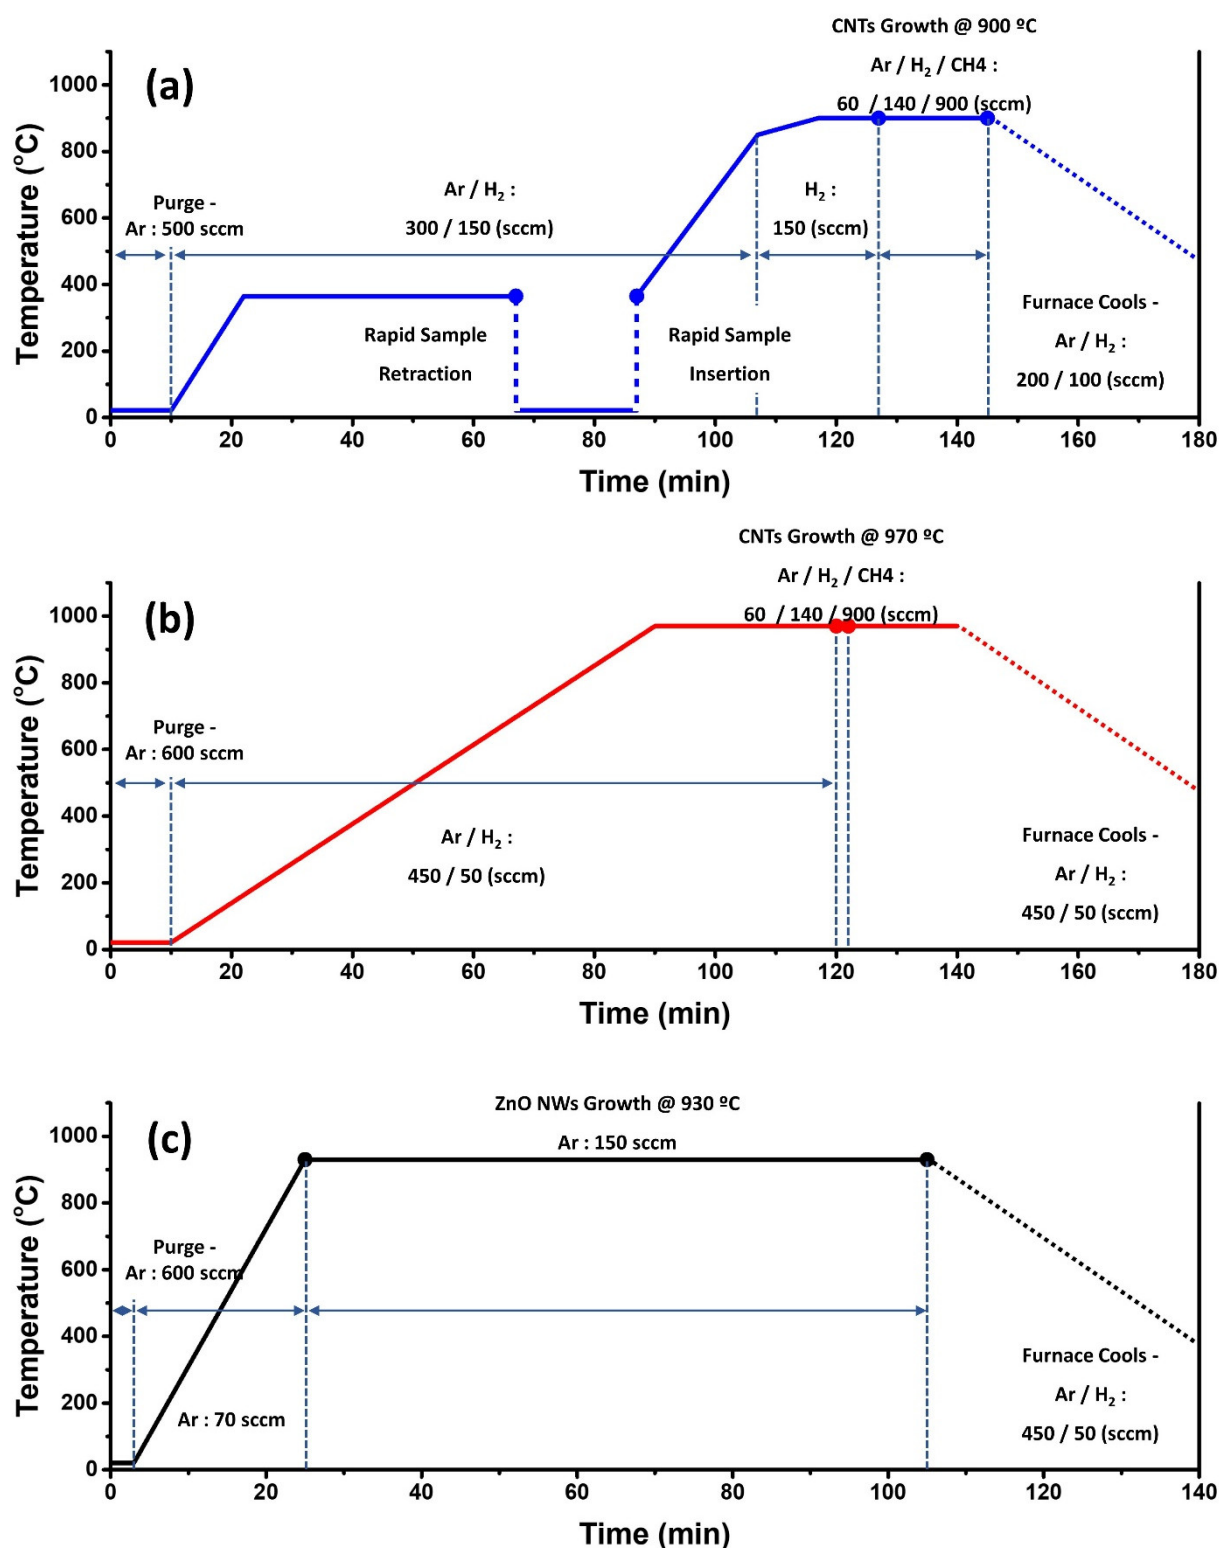 CNTs Growth @ 900 ºC
Ar / H₂ / CH4 :
60 / 140 / 900 (sccm)
(a)
Purge -
Ar : 500 sccm
Ar / H₂ :
300 / 150 (sccm)
H₂ :
150 (sccm)
Rapid Sample
Retraction
Rapid Sample
Insertion
Furnace Cools -
Ar / H₂ :
200 / 100 (sccm)
Temperature (°C)
1000
800
600
400
200
0
0 20 40 60 80 100 120 140 160 180
Time (min)
CNTs Growth @ 970 ºC
Ar / H₂ / CH4 :
60 / 140 / 900 (sccm)
(b)
Purge -
Ar : 600 sccm
Ar / H₂ :
450 / 50 (sccm)
Furnace Cools -
Ar / H₂ :
450 / 50 (sccm)
Temperature (°C)
1000
800
600
400
200
0
0 20 40 60 80 100 120 140 160 180
Time (min)
ZnO NWs Growth @ 930 ºC
Ar : 150 sccm
(c)
Purge -
Ar : 600 sccm
Ar : 70 sccm
Furnace Cools -
Ar / H₂ :
450 / 50 (sccm)
Temperature (°C)
1000
800
600
400
200
0
0 20 40 60 80 100 120 140
Time (min)